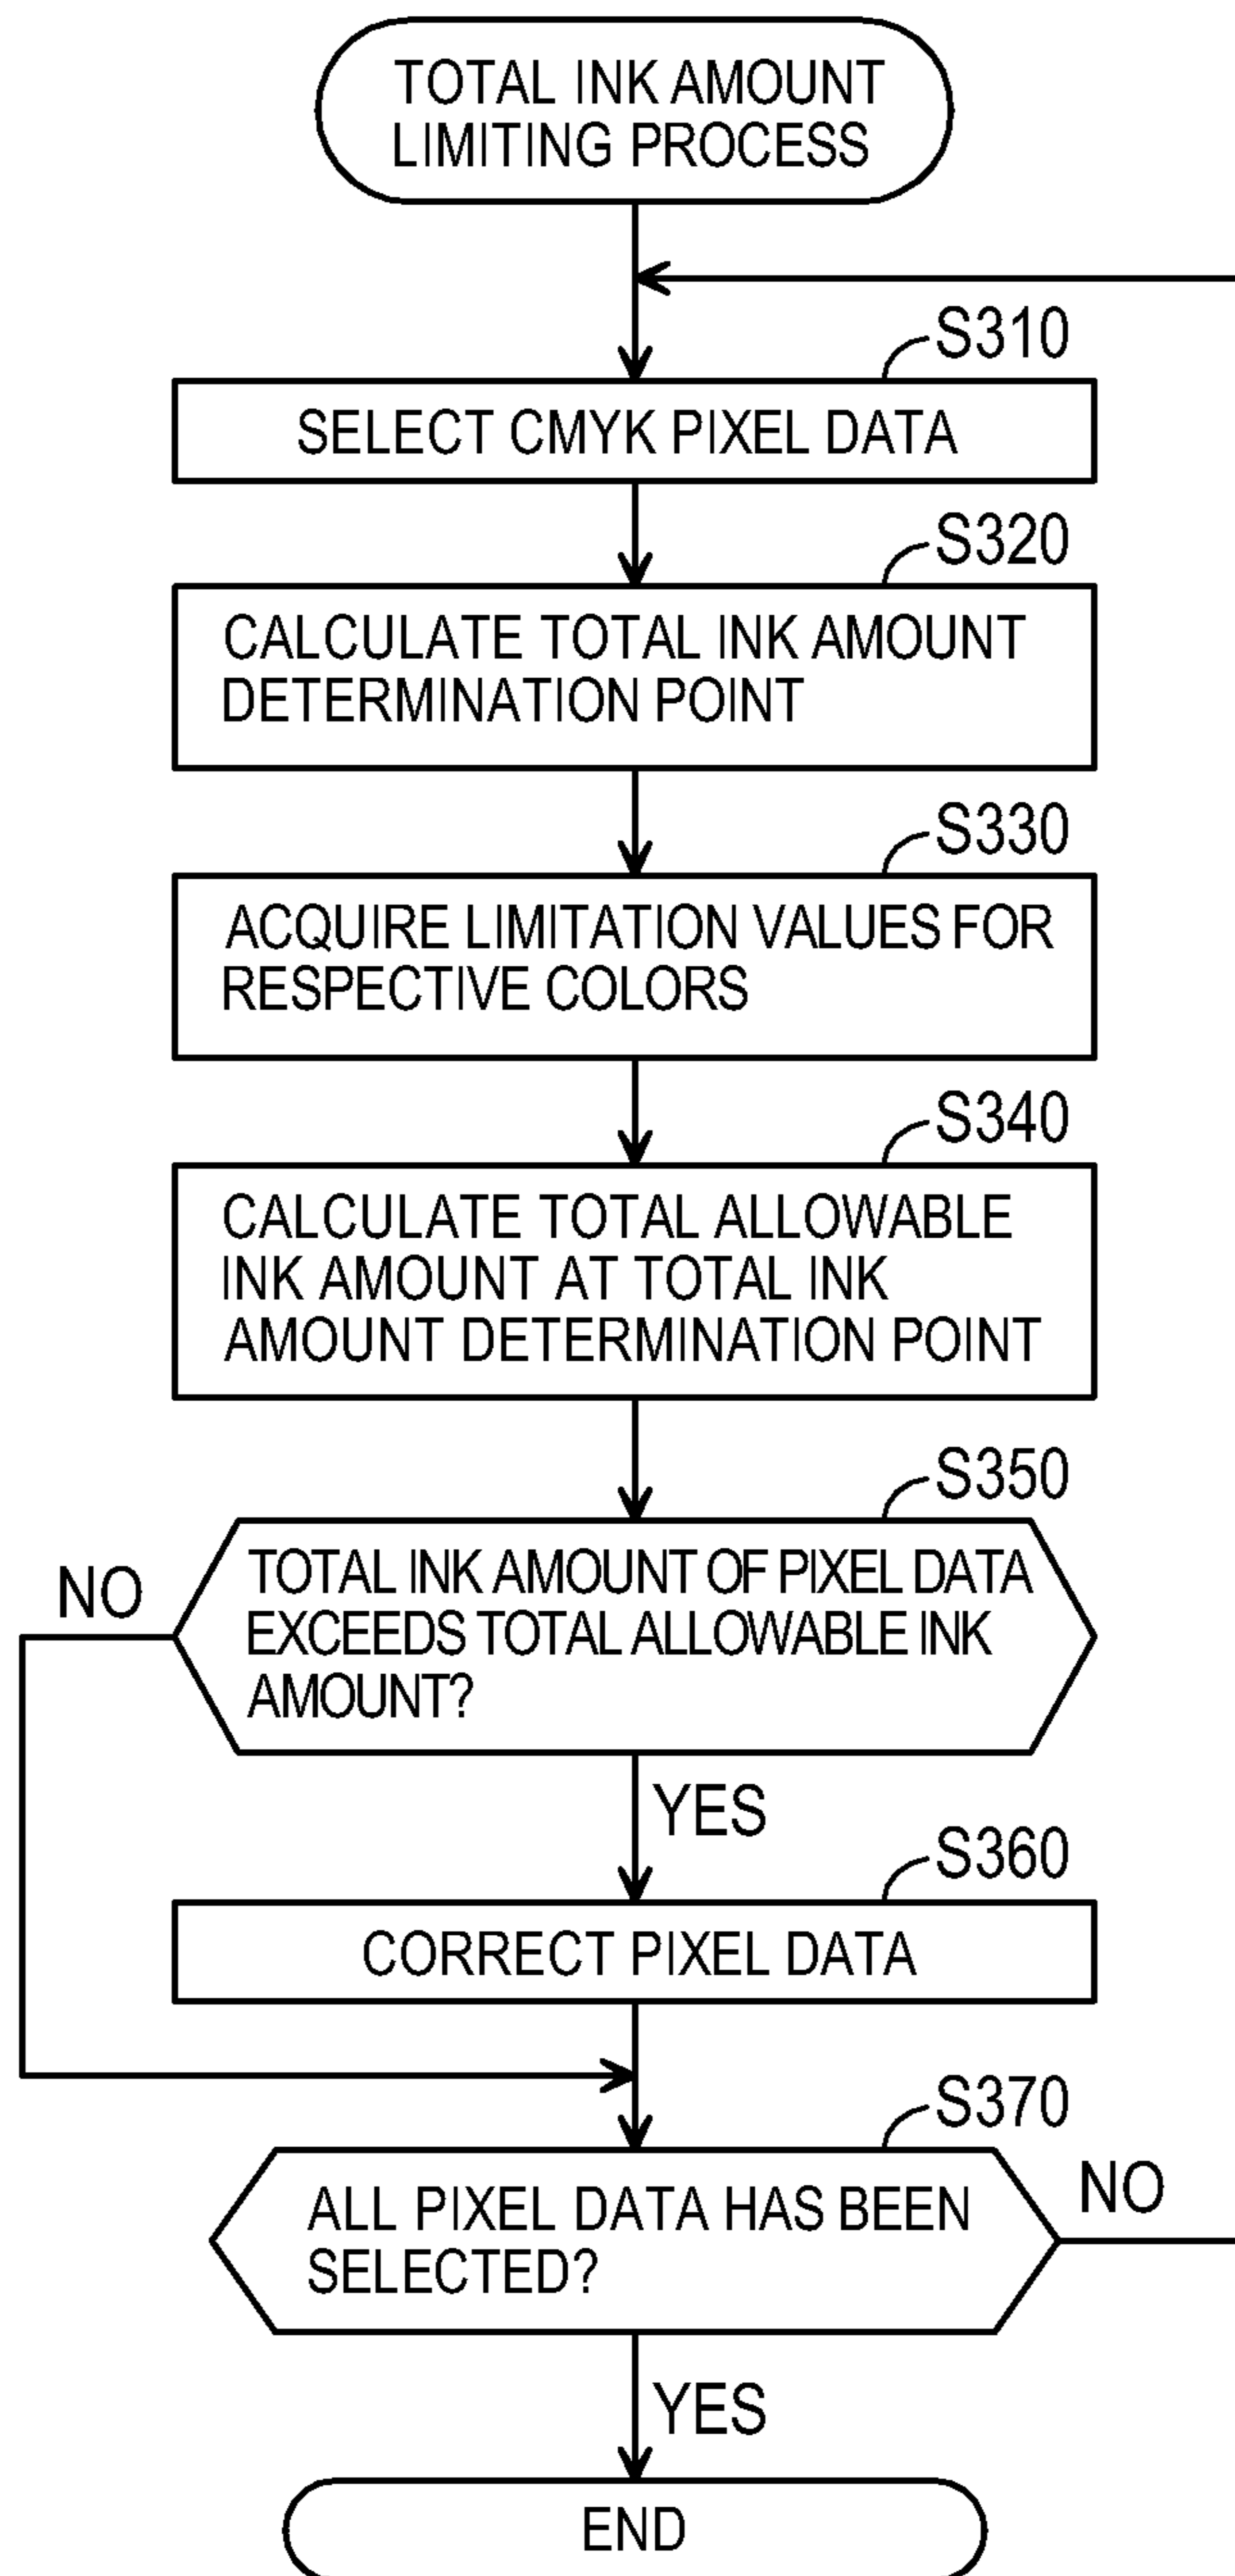 TOTAL INK AMOUNT
LIMITING PROCESS
S310
SELECT CMYK PIXEL DATA
S320
CALCULATE TOTAL INK AMOUNT
DETERMINATION POINT
S330
ACQUIRE LIMITATION VALUES FOR
RESPECTIVE COLORS
S340
CALCULATE TOTAL ALLOWABLE
INK AMOUNT AT TOTAL INK
AMOUNT DETERMINATION POINT
S350
NO
TOTAL INK AMOUNT OF PIXEL DATA
EXCEEDS TOTAL ALLOWABLE INK
AMOUNT?
YES
S360
CORRECT PIXEL DATA
S370
NO
ALL PIXEL DATA HAS BEEN
SELECTED?
YES
END